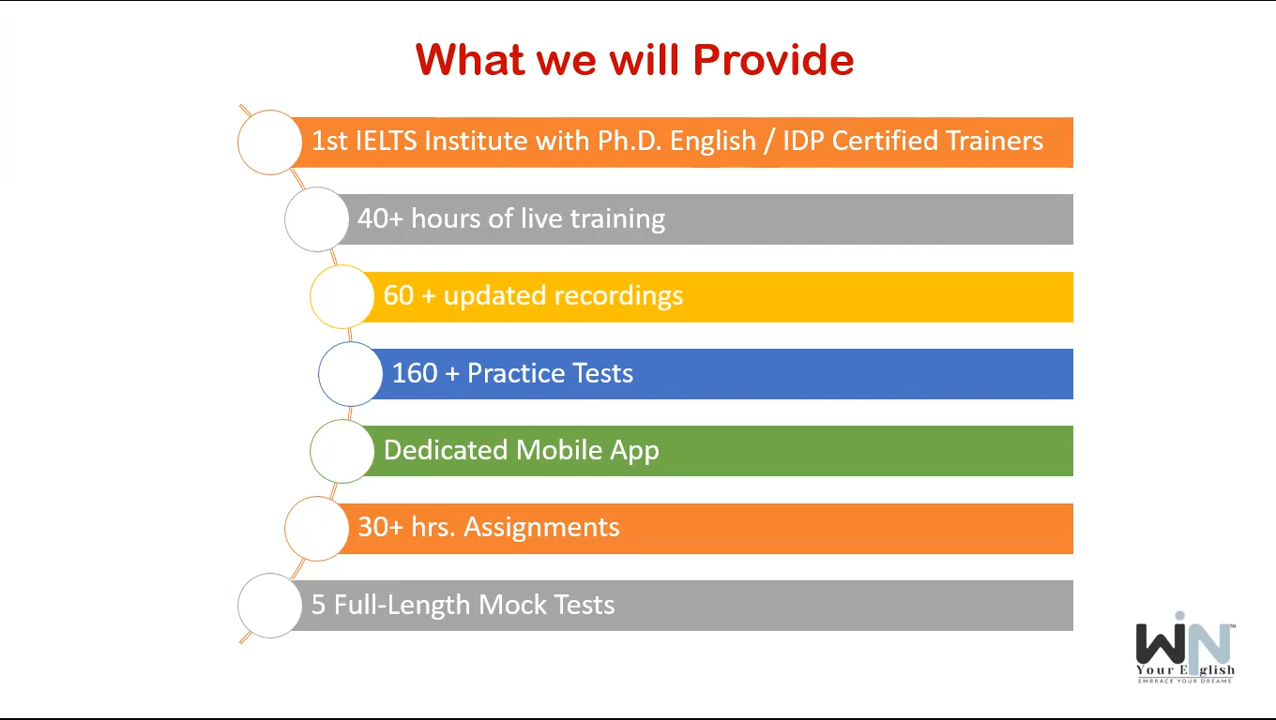 What we will Provide
1st IELTS Institute with Ph.D. English / IDP Certified Trainers
40+ hours of live training
60 + updated recordings
160 + Practice Tests
Dedicated Mobile App
30+ hrs. Assignments
5 Full-Length Mock Tests
WiN™
Your English
EMBRACE YOUR DREAMS